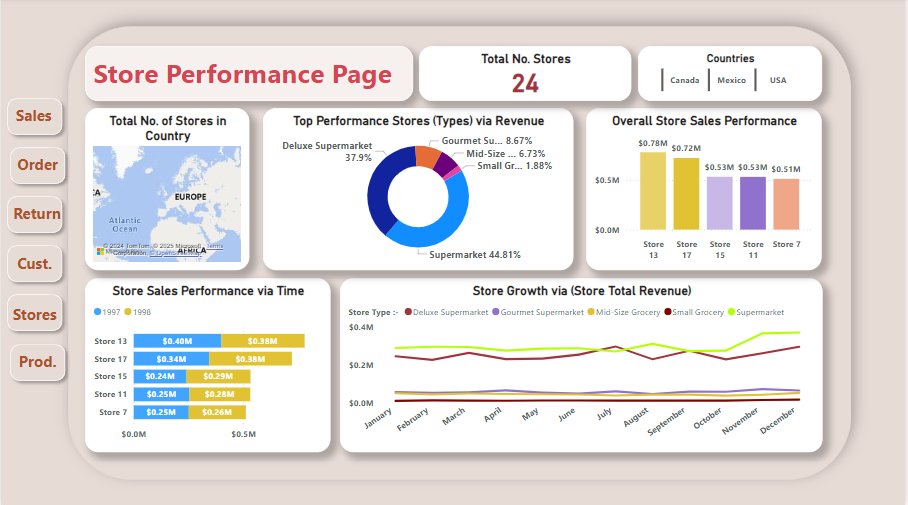 Store Performance Page
Total No. Stores
24
Countries
Canada
Mexico
USA
Sales
Order
Return
Cust.
Stores
Prod.
Total No. of Stores in
Country
CA
EUROPE
Atlantic
Ocean
AFRICA
© 2024 TomTom, © 2025 Microsoft
Corporation, © OpenStreetMap
Terms
Top Performance Stores (Types) via Revenue
Deluxe Supermarket
37.9%
Gourmet Su... 8.67%
Mid-Size ... 6.73%
Small Gr... 1.88%
Supermarket 44.81%
Overall Store Sales Performance
$0.78M
$0.72M
$0.53M
$0.53M
$0.51M
$0.5M
$0.0M
Store
13
Store
17
Store
15
Store
11
Store 7
Store Sales Performance via Time
1997
1998
Store 13 $0.40M $0.38M
Store 17 $0.34M $0.38M
Store 15 $0.24M $0.29M
Store 11 $0.25M $0.28M
Store 7 $0.25M $0.26M
$0.0M
$0.5M
Store Growth via (Store Total Revenue)
Store Type :- Deluxe Supermarket Gourmet Supermarket Mid-Size Grocery Small Grocery Supermarket
$0.4M
$0.2M
$0.0M
January
February
March
April
May
June
July
August
September
October
November
December